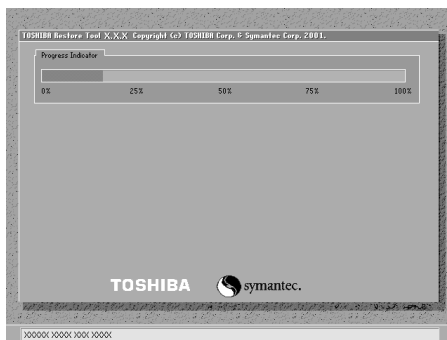 TOSHIBA Restore Tool X.X.X Copyright (c) TOSHIBA Corp. & Symantec Corp. 2001.
Progress Indicator
0% 25% 50% 75% 100%
TOSHIBA symantec.
XXXXX XXXX XXX XXXX